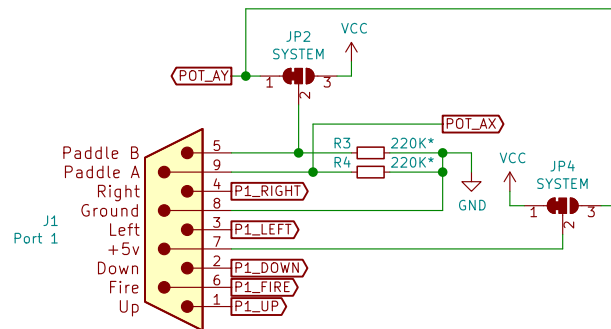 JP2
SYSTEM
VCC
POT_AY
1
2
3
POT_AX
Paddle B
5
R3
220K*
Paddle A
9
R4
220K*
VCC
JP4
SYSTEM
Right
4
P1_RIGHT
GND
1
2
3
Ground
8
J1
Port 1
Left
3
P1_LEFT
+5v
7
Down
2
P1_DOWN
Fire
6
P1_FIRE
Up
1
P1_UP